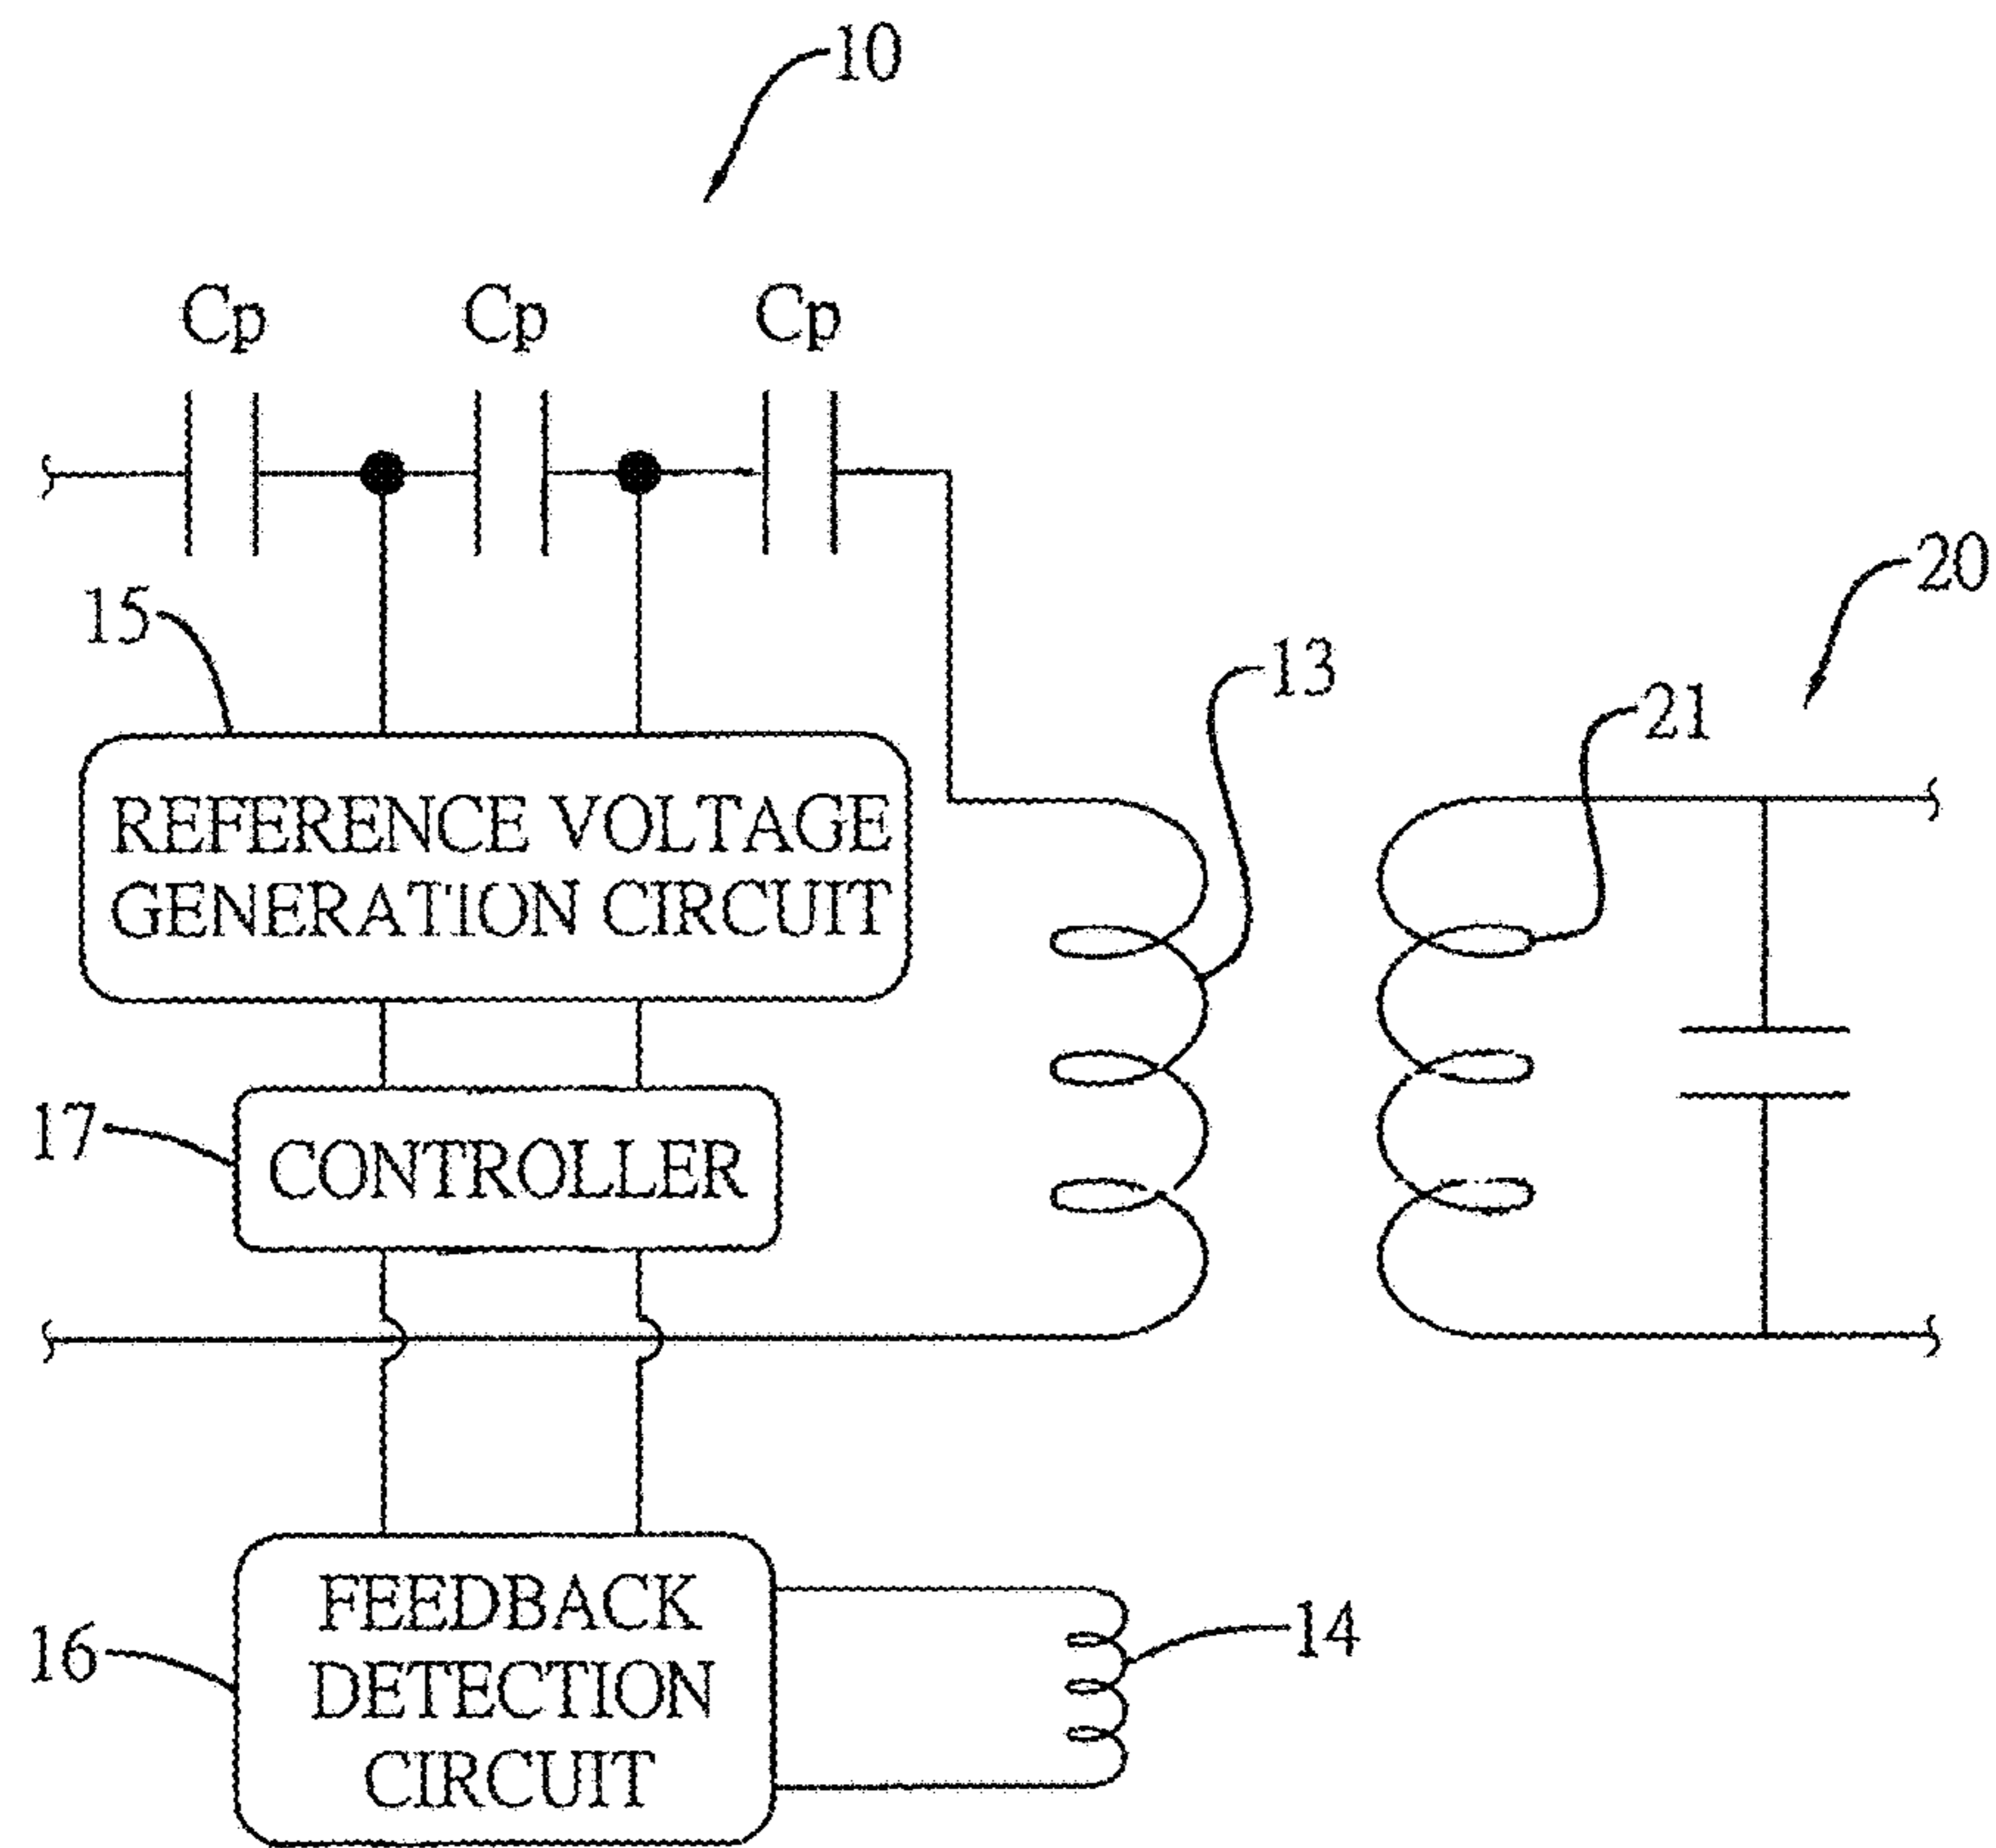 10
Cp Cp Cp
20
15
13
21
REFERENCE VOLTAGE
GENERATION CIRCUIT
17
CONTROLLER
16
FEEDBACK
DETECTION
CIRCUIT
14